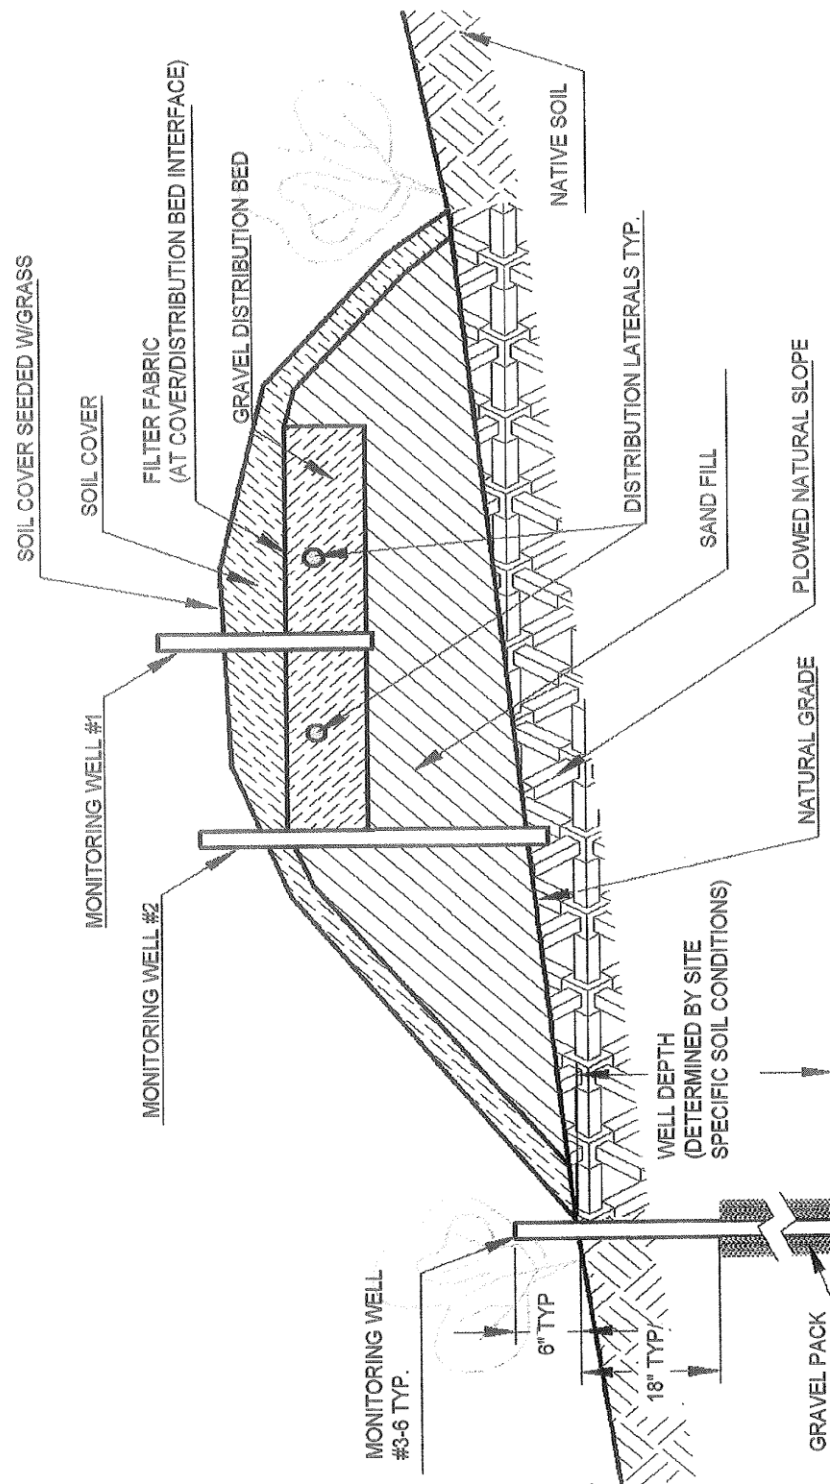 SOIL COVER SEEDED W/GRASS
SOIL COVER
FILTER FABRIC
(AT COVER/DISTRIBUTION BED INTERFACE)
GRAVEL DISTRIBUTION BED
MONITORING WELL #1
MONITORING WELL #2
MONITORING WELL
#3-6 TYP.
6" TYP
18" TYP
GRAVEL PACK
WELL DEPTH
(DETERMINED BY SITE
SPECIFIC SOIL CONDITIONS)
NATURAL GRADE
PLOWED NATURAL SLOPE
SAND FILL
DISTRIBUTION LATERALS TYP.
NATIVE SOIL